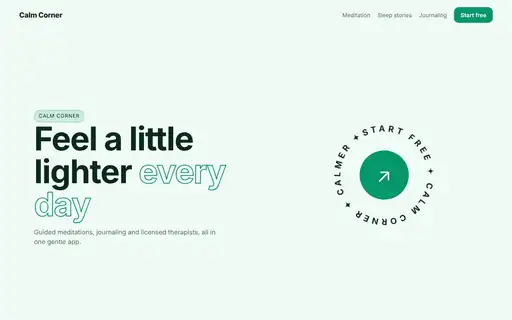 Calm Corner
Meditation
Sleep stories
Journaling
Start free
CALM CORNER
Feel a little
lighter every
day
Guided meditations, journaling and licensed therapists, all in
one gentle app.
START FREE ✦ CALM CORNER ✦ CALMER ✦